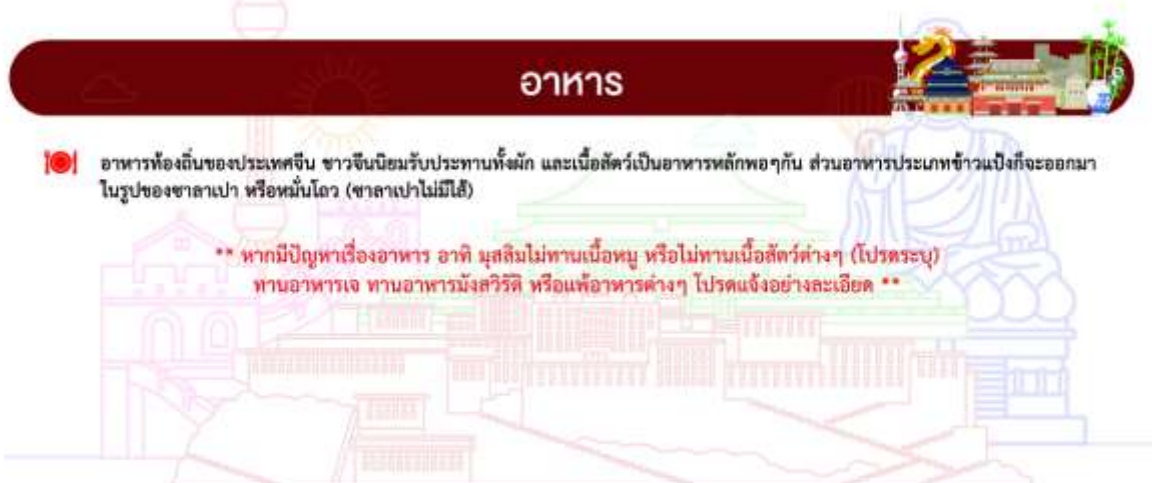 อาหาร
อาหารท้องถิ่นของประเทศจีน ชาวจีนนิยมรับประทานทั้งผัก และเนื้อสัตว์เป็นอาหารหลักพอๆกัน ส่วนอาหารประเภทข้าวแป้งก็จะออกมา
ในรูปของซาลาเปา หรือหมั่นโถว (ซาลาเปาไม่มีไส้)
** หากมีปัญหาเรื่องอาหาร อาทิ มุสลิมไม่ทานเนื้อหมู หรือไม่ทานเนื้อสัตว์ต่างๆ (โปรดระบุ)
ทานอาหารเจ ทานอาหารมังสวิรัติ หรือแพ้อาหารต่างๆ โปรดแจ้งอย่างละเอียด **